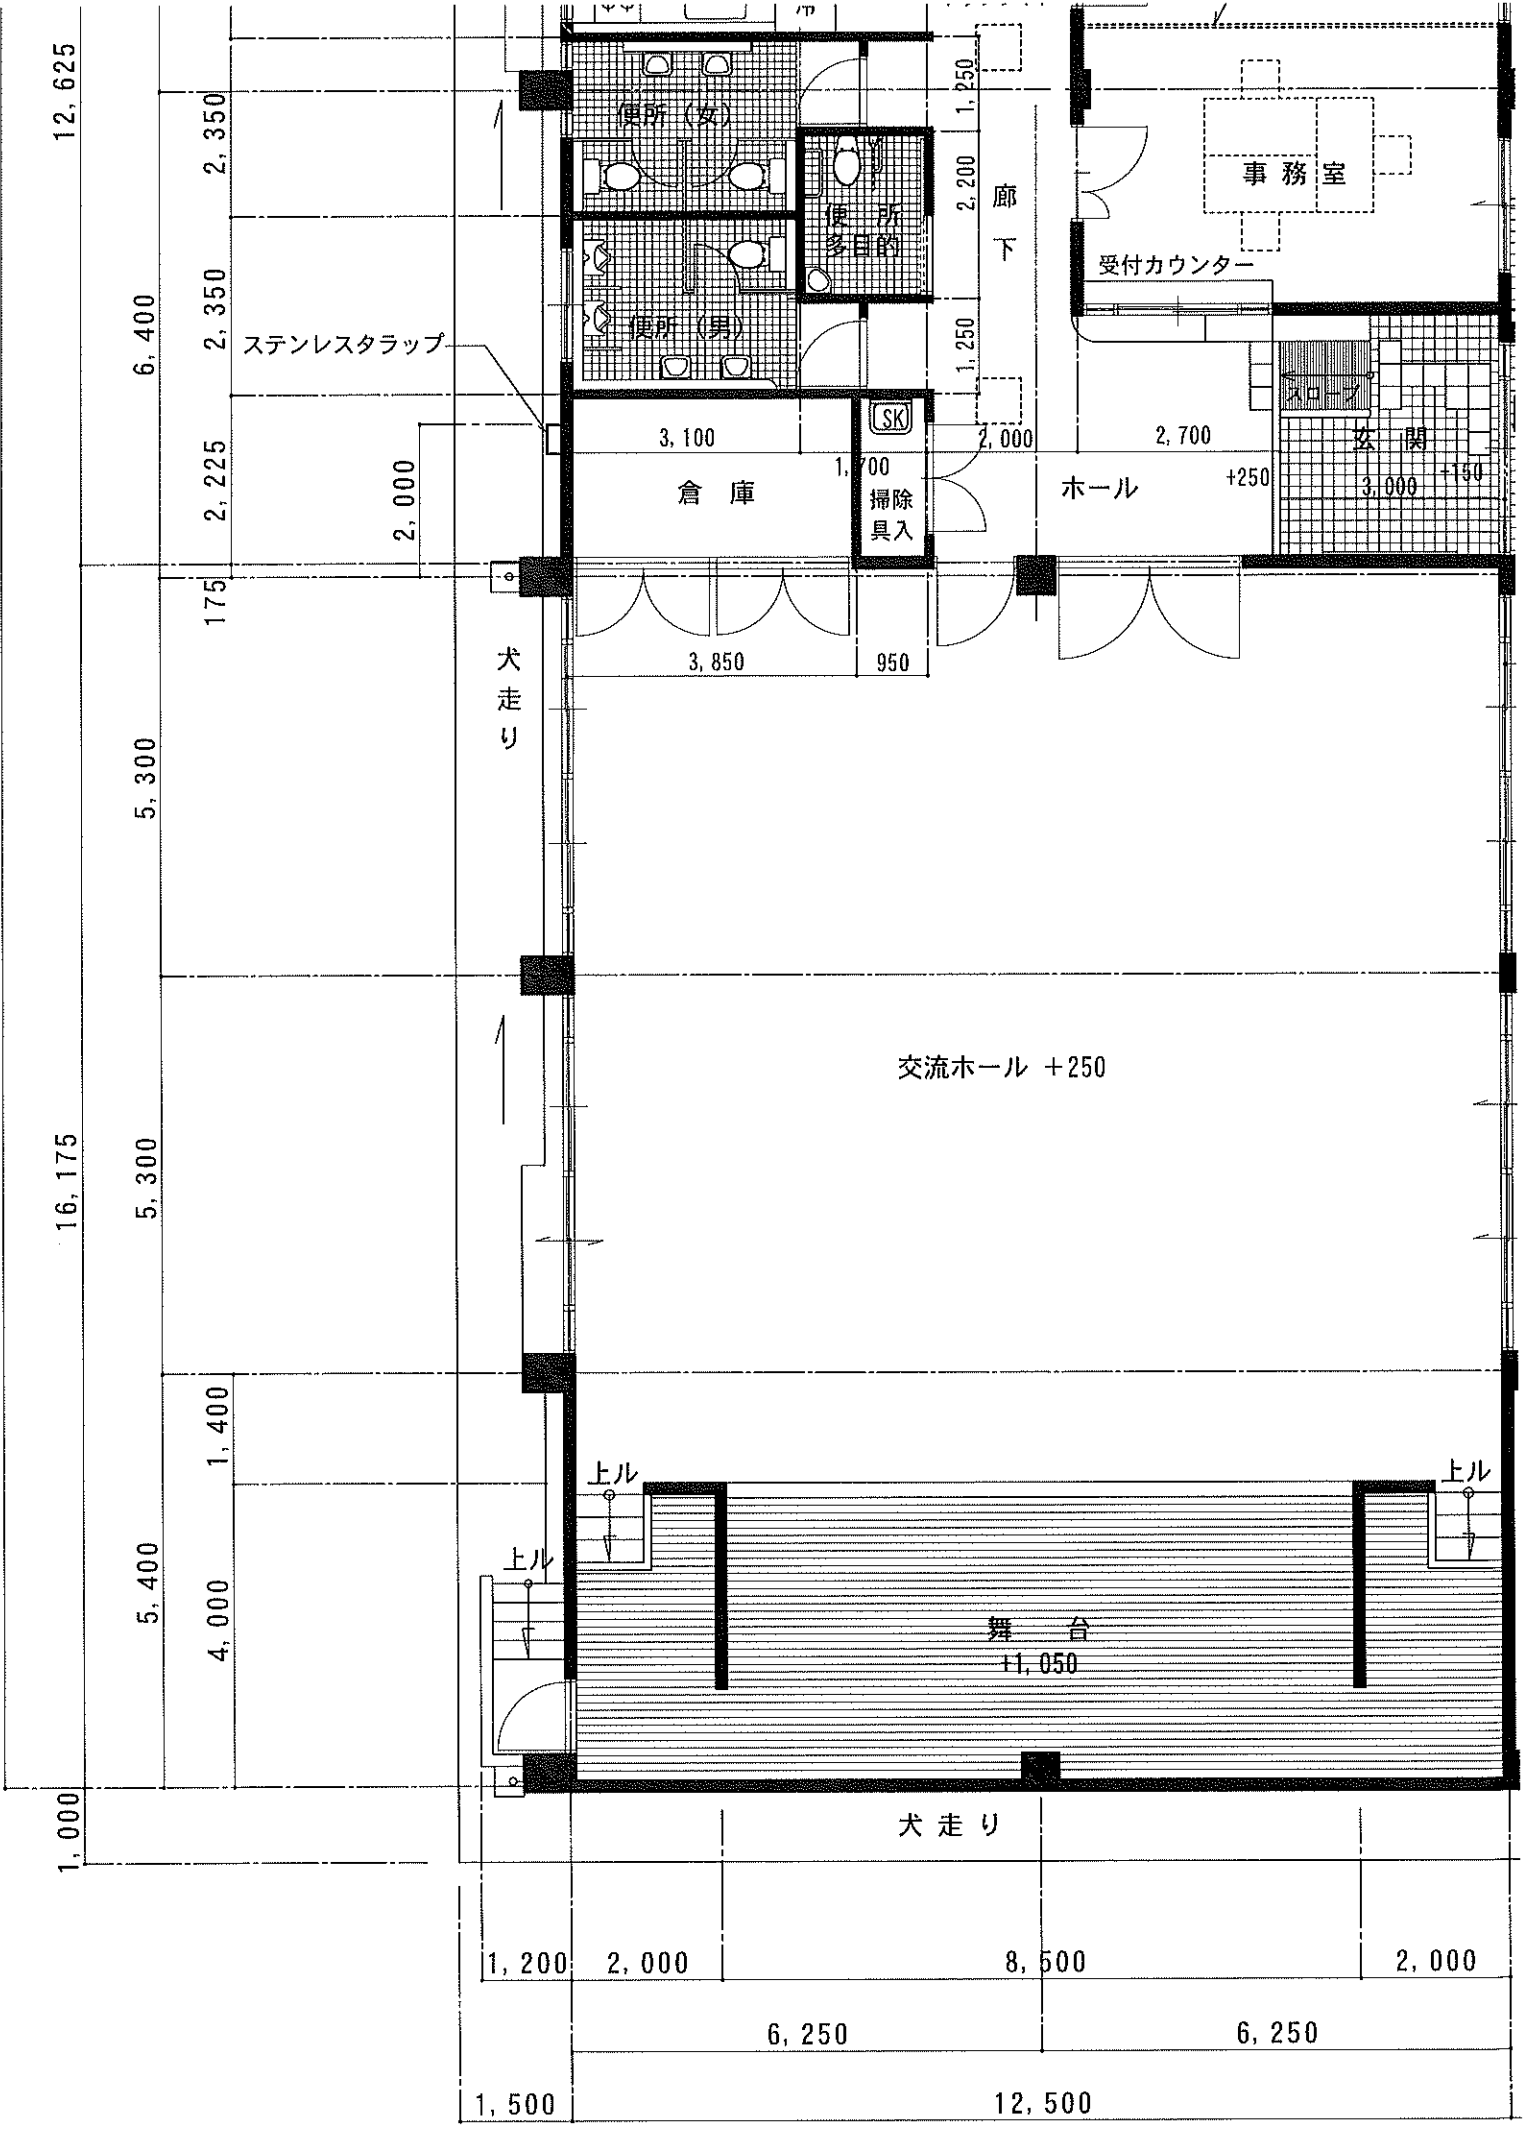 冷
12,625
2,350
1,250
便所（女）
2,200
廊下
事務室
便所
多目的
受付カウンター
6,400
2,350
ステンレスタラップ
便所（男）
1,250
スロープ
SK
3,100
2,000
2,700
玄関
2,225
2,000
1,700
+250
+150
3,000
倉庫
掃除
具入
ホール
175
犬走り
3,850
950
5,300
交流ホール +250
16,175
5,300
1,400
上ル
上ル
上ル
5,400
4,000
舞台
+1,050
1,000
犬走り
1,200
2,000
8,500
2,000
6,250
6,250
1,500
12,500